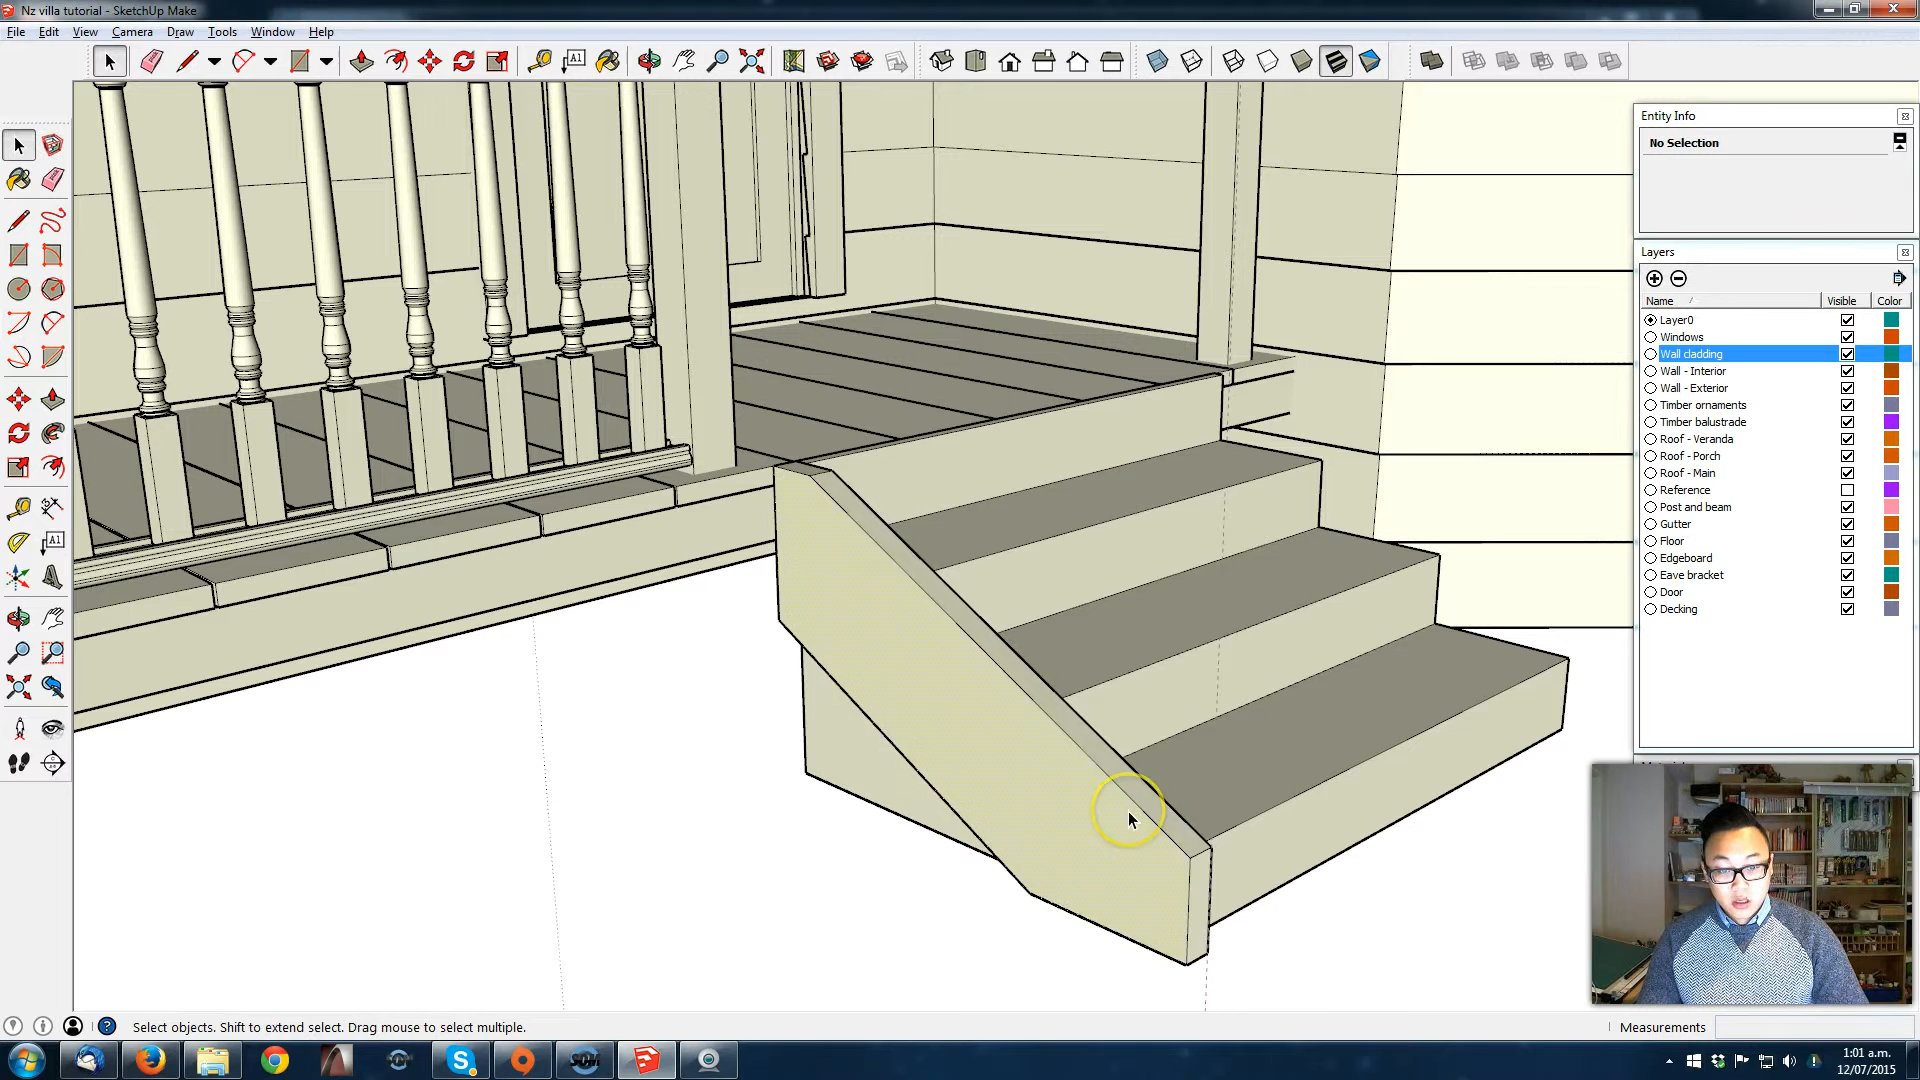 Nz villa tutorial - SketchUp Make
File Edit View Camera Draw Tools Window Help
Entity Info
No Selection
Layers
Name Visible Color
Layer0
Windows
Wall cladding
Wall - Interior
Wall - Exterior
Timber ornaments
Timber balustrade
Roof - Veranda
Roof - Porch
Roof - Main
Reference
Post and beam
Gutter
Floor
Edgeboard
Eave bracket
Door
Decking
Select objects. Shift to extend select. Drag mouse to select multiple.
Measurements
1:01 a.m.
12/07/2015